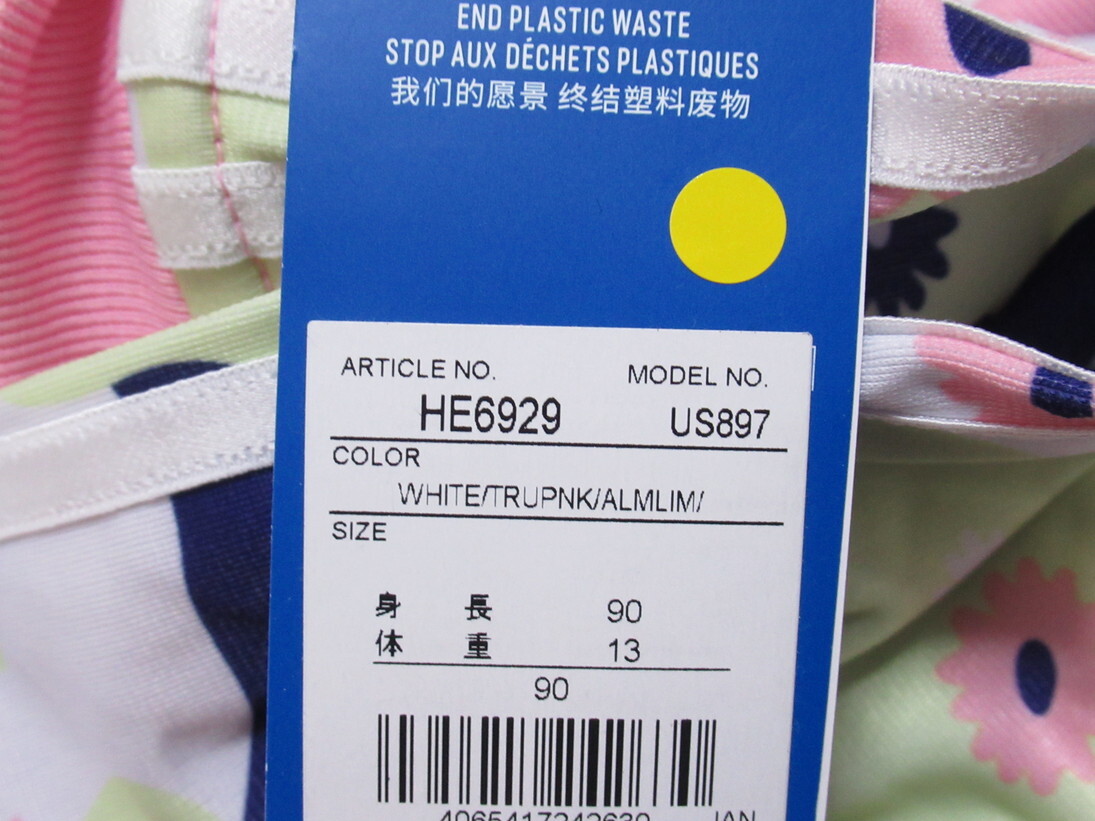 END PLASTIC WASTE
STOP AUX DÉCHETS PLASTIQUES
我们的愿景 终结塑料废物
ARTICLE NO. MODEL NO.
HE6929 US897
COLOR
WHITE/TRUPNK/ALMLIM/
SIZE
身 長 90
体 重 13
90
4065417242630 JAN